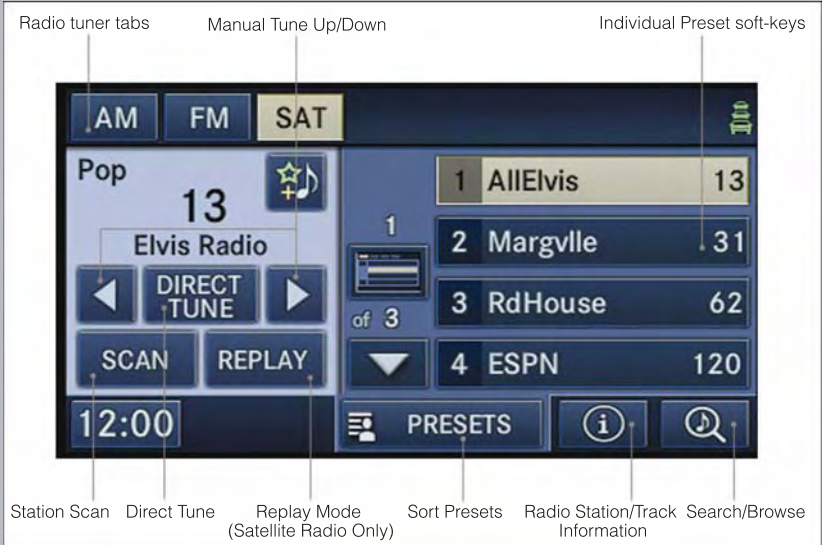 Radio tuner tabs
Manual Tune Up/Down
Individual Preset soft-keys
AM
FM
SAT
Pop
13
Elvis Radio
DIRECT
TUNE
SCAN
REPLAY
12:00
1
of 3
1 AllElvis 13
2 Margvlle 31
3 RdHouse 62
4 ESPN 120
PRESETS
i
Station Scan
Direct Tune
Replay Mode
(Satellite Radio Only)
Sort Presets
Radio Station/Track
Information
Search/Browse